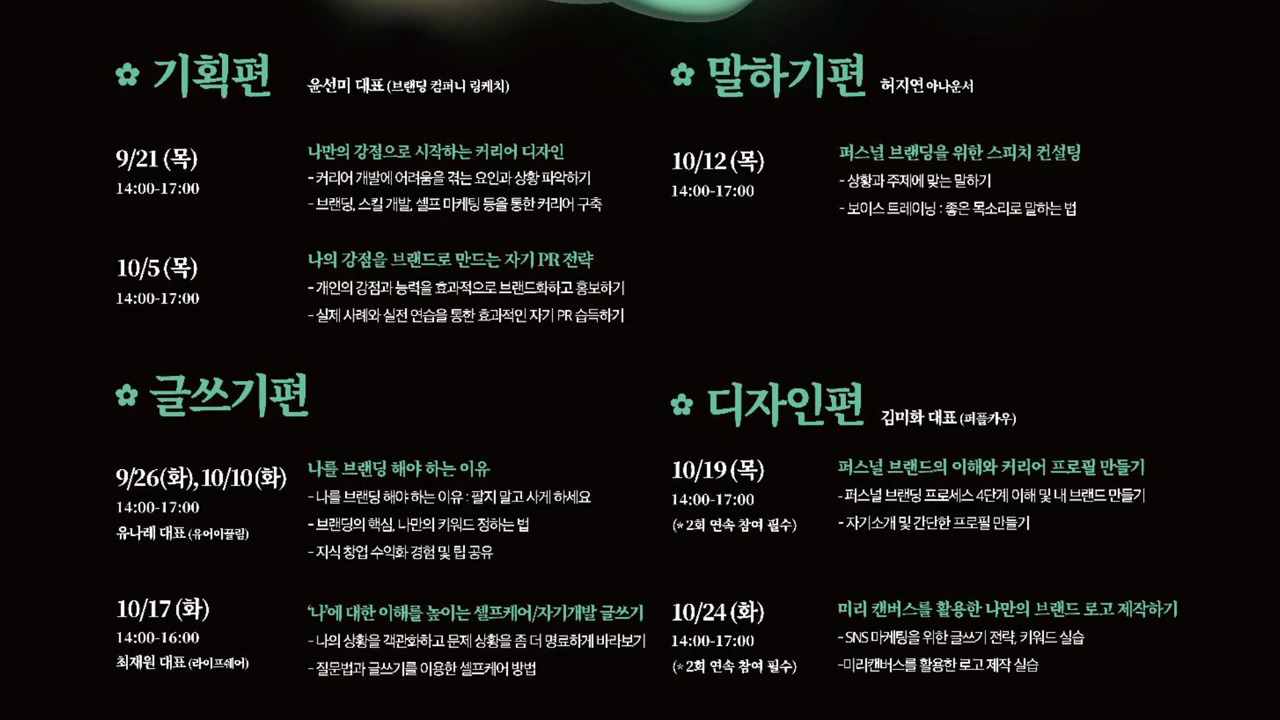 기획편 윤선미 대표 (브랜딩 컴퍼니 링케치)
9/21 (목)
14:00-17:00
나만의 강점으로 시작하는 커리어 디자인
- 커리어 개발에 어려움을 겪는 요인과 상황 파악하기
- 브랜딩, 스킬 개발, 셀프 마케팅 등을 통한 커리어 구축
10/5 (목)
14:00-17:00
나의 강점을 브랜드로 만드는 자기 PR 전략
- 개인의 강점과 능력을 효과적으로 브랜드화하고 홍보하기
- 실제 사례와 실전 연습을 통한 효과적인 자기 PR 습득하기
말하기편 허지연 아나운서
10/12 (목)
14:00-17:00
퍼스널 브랜딩을 위한 스피치 컨설팅
- 상황과 주제에 맞는 말하기
- 보이스 트레이닝 : 좋은 목소리로 말하는 법
글쓰기편
9/26(화), 10/10(화)
14:00-17:00
유나레 대표 (유어이끌림)
나를 브랜딩 해야 하는 이유
- 나를 브랜딩 해야 하는 이유 : 팔지 말고 사게 하세요
- 브랜딩의 핵심, 나만의 키워드 정하는 법
- 지식 창업 수익화 경험 및 팁 공유
10/17 (화)
14:00-16:00
최재원 대표 (라이프쉐어)
'나'에 대한 이해를 높이는 셀프케어/자기개발 글쓰기
- 나의 상황을 객관화하고 문제 상황을 좀 더 명료하게 바라보기
- 질문법과 글쓰기를 이용한 셀프케어 방법
디자인편 김미화 대표 (퍼플카우)
10/19 (목)
14:00-17:00
(*2회 연속 참여 필수)
퍼스널 브랜드의 이해와 커리어 프로필 만들기
- 퍼스널 브랜딩 프로세스 4단계 이해 및 내 브랜드 만들기
- 자기소개 및 간단한 프로필 만들기
10/24 (화)
14:00-17:00
(*2회 연속 참여 필수)
미리 캔버스를 활용한 나만의 브랜드 로고 제작하기
- SNS 마케팅을 위한 글쓰기 전략, 키워드 실습
-미리캔버스를 활용한 로고 제작 실습